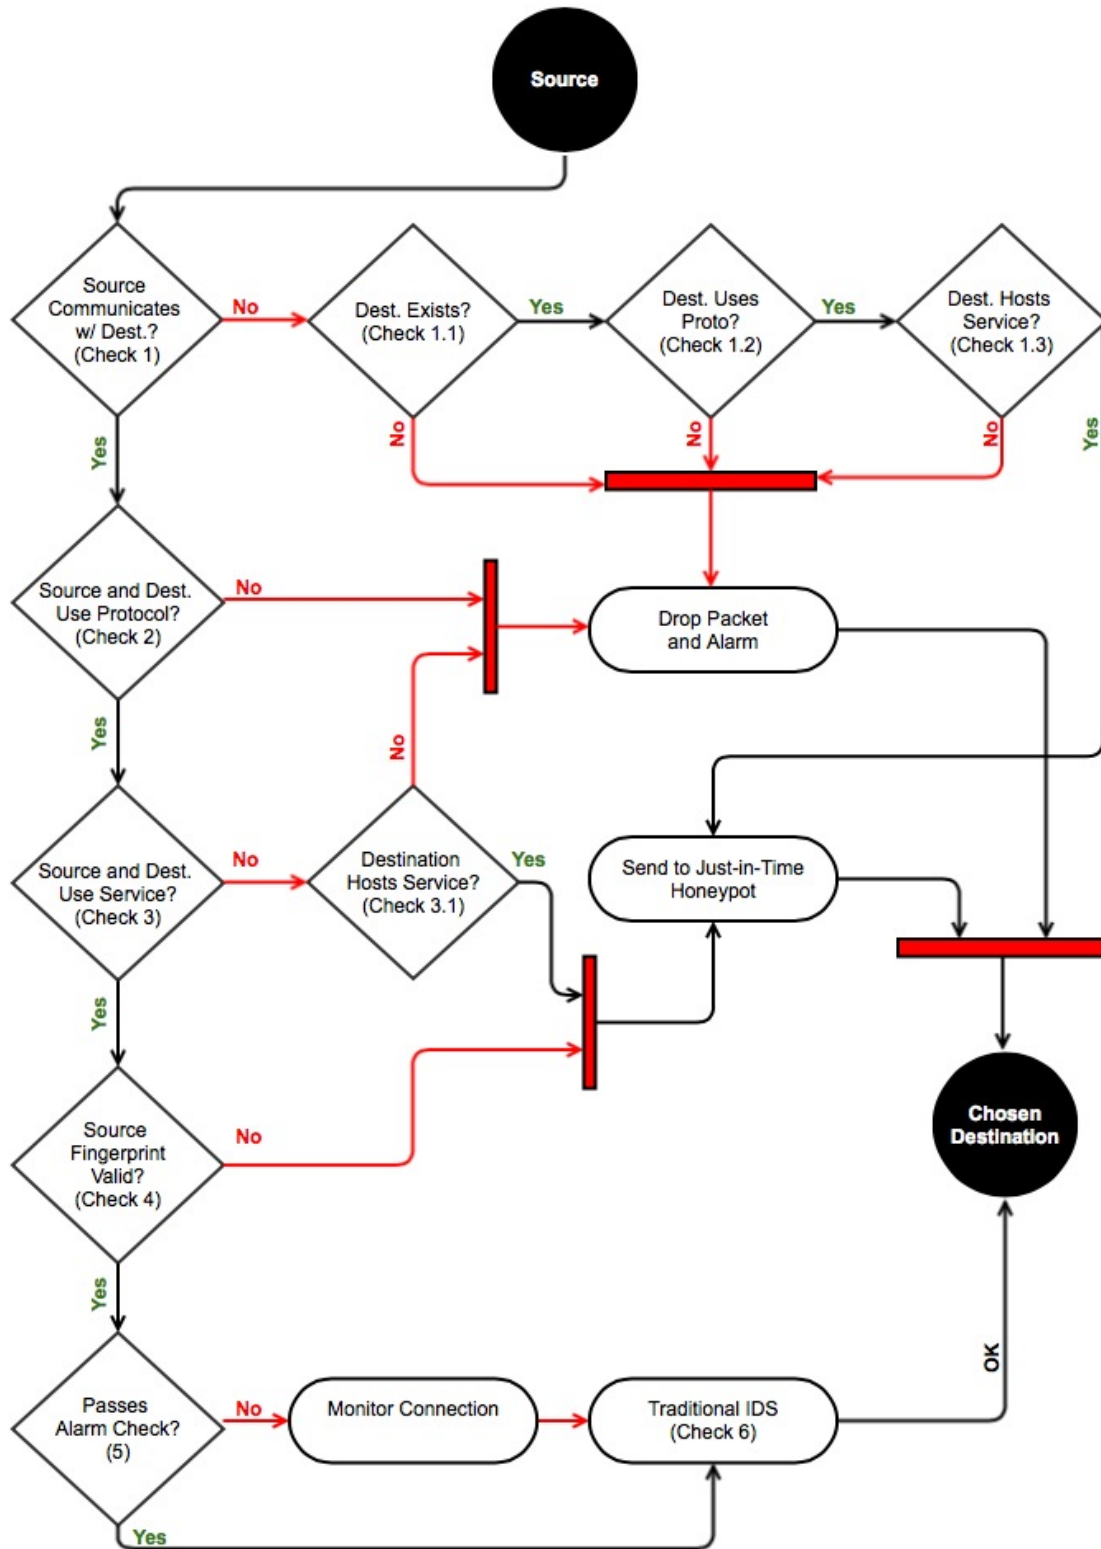 Source
Source
Communicates
w/ Dest.?
(Check 1)
No
Dest. Exists?
(Check 1.1)
Yes
Dest. Uses
Proto?
(Check 1.2)
Yes
Dest. Hosts
Service?
(Check 1.3)
Yes
No
No
No
Yes
Source and Dest.
Use Protocol?
(Check 2)
No
Drop Packet
and Alarm
Yes
No
Source and Dest.
Use Service?
(Check 3)
No
Destination
Hosts Service?
(Check 3.1)
Yes
Send to Just-in-Time
Honeypot
Yes
Source
Fingerprint
Valid?
(Check 4)
No
Chosen
Destination
Yes
Passes
Alarm Check?
(5)
No
Monitor Connection
Traditional IDS
(Check 6)
OK
Yes